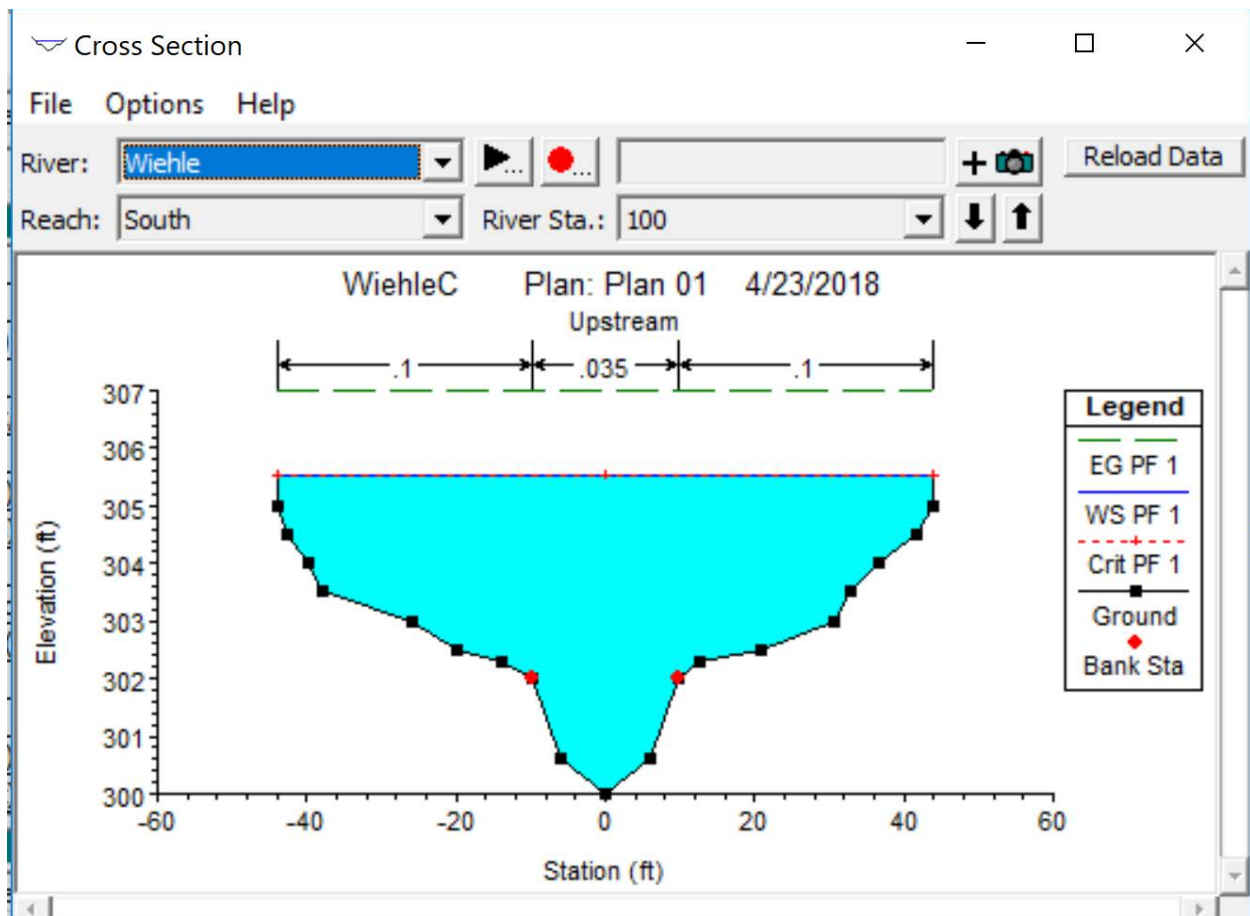 Cross Section
File Options Help
River: Wiehle ... ... + Reload Data
Reach: South River Sta.: 100
WiehleC Plan: Plan 01 4/23/2018
Upstream
.1 .035 .1
307
306
305
304
303
302
301
300
-60 -40 -20 0 20 40 60
Elevation (ft)
Station (ft)
Legend
EG PF 1
WS PF 1
Crit PF 1
Ground
Bank Sta